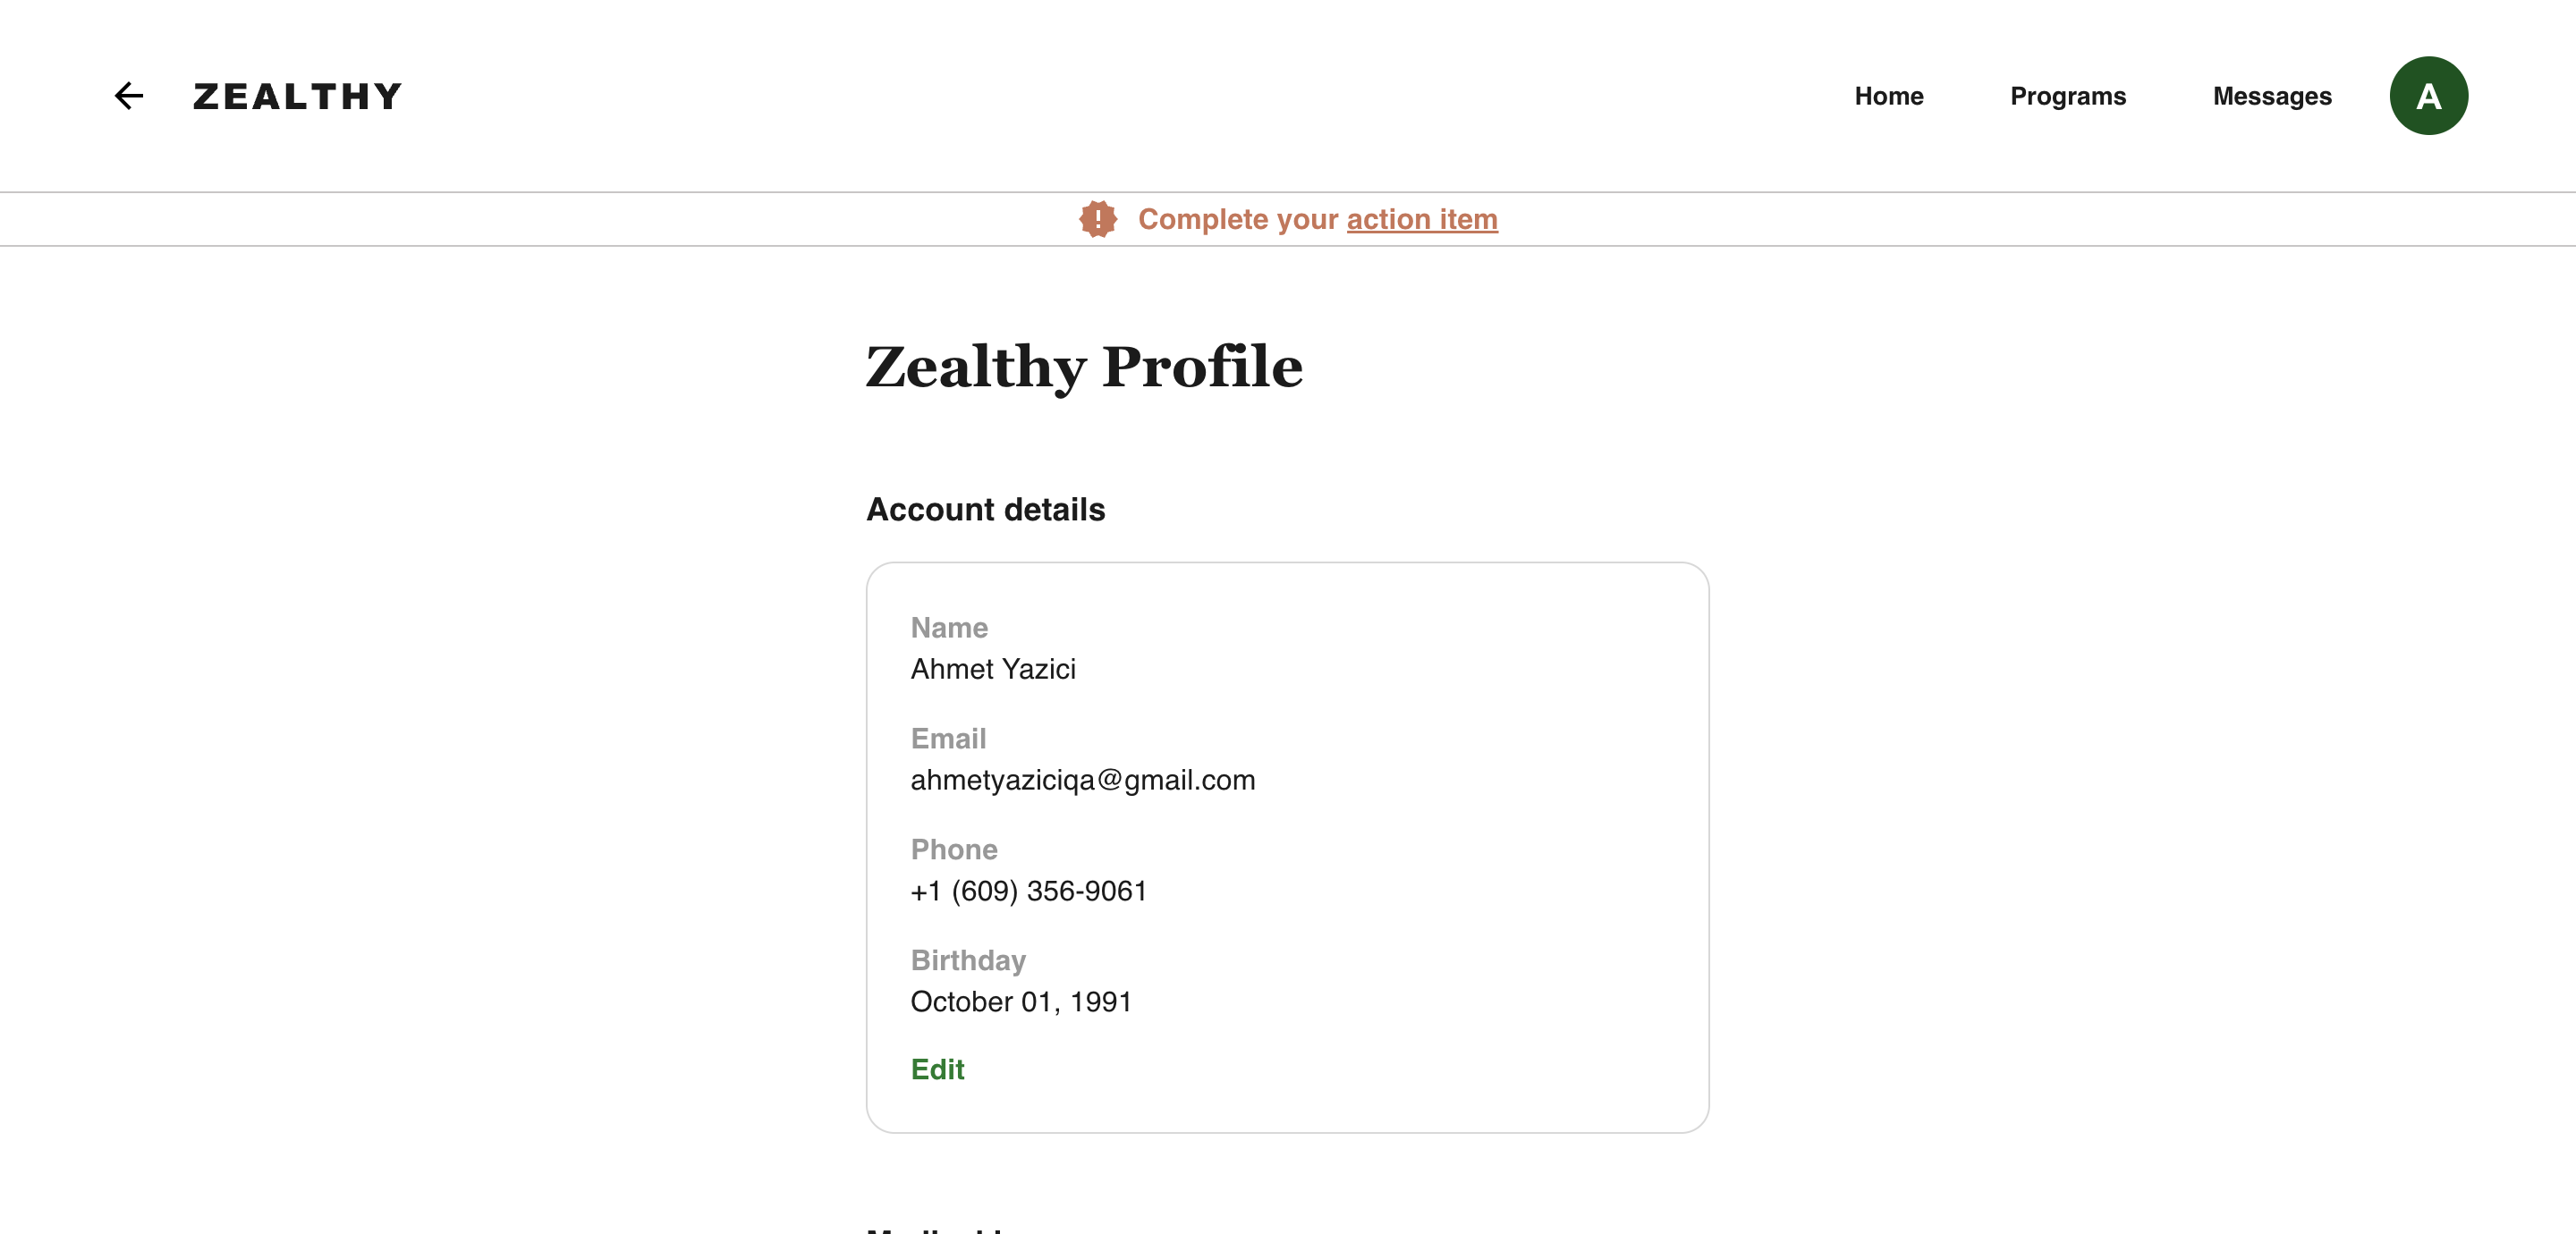 ZEALTHY
Home
Programs
Messages
A
Complete your action item
Zealthy Profile
Account details
Name
Ahmet Yazici
Email
ahmetyaziciqa@gmail.com
Phone
+1 (609) 356-9061
Birthday
October 01, 1991
Edit